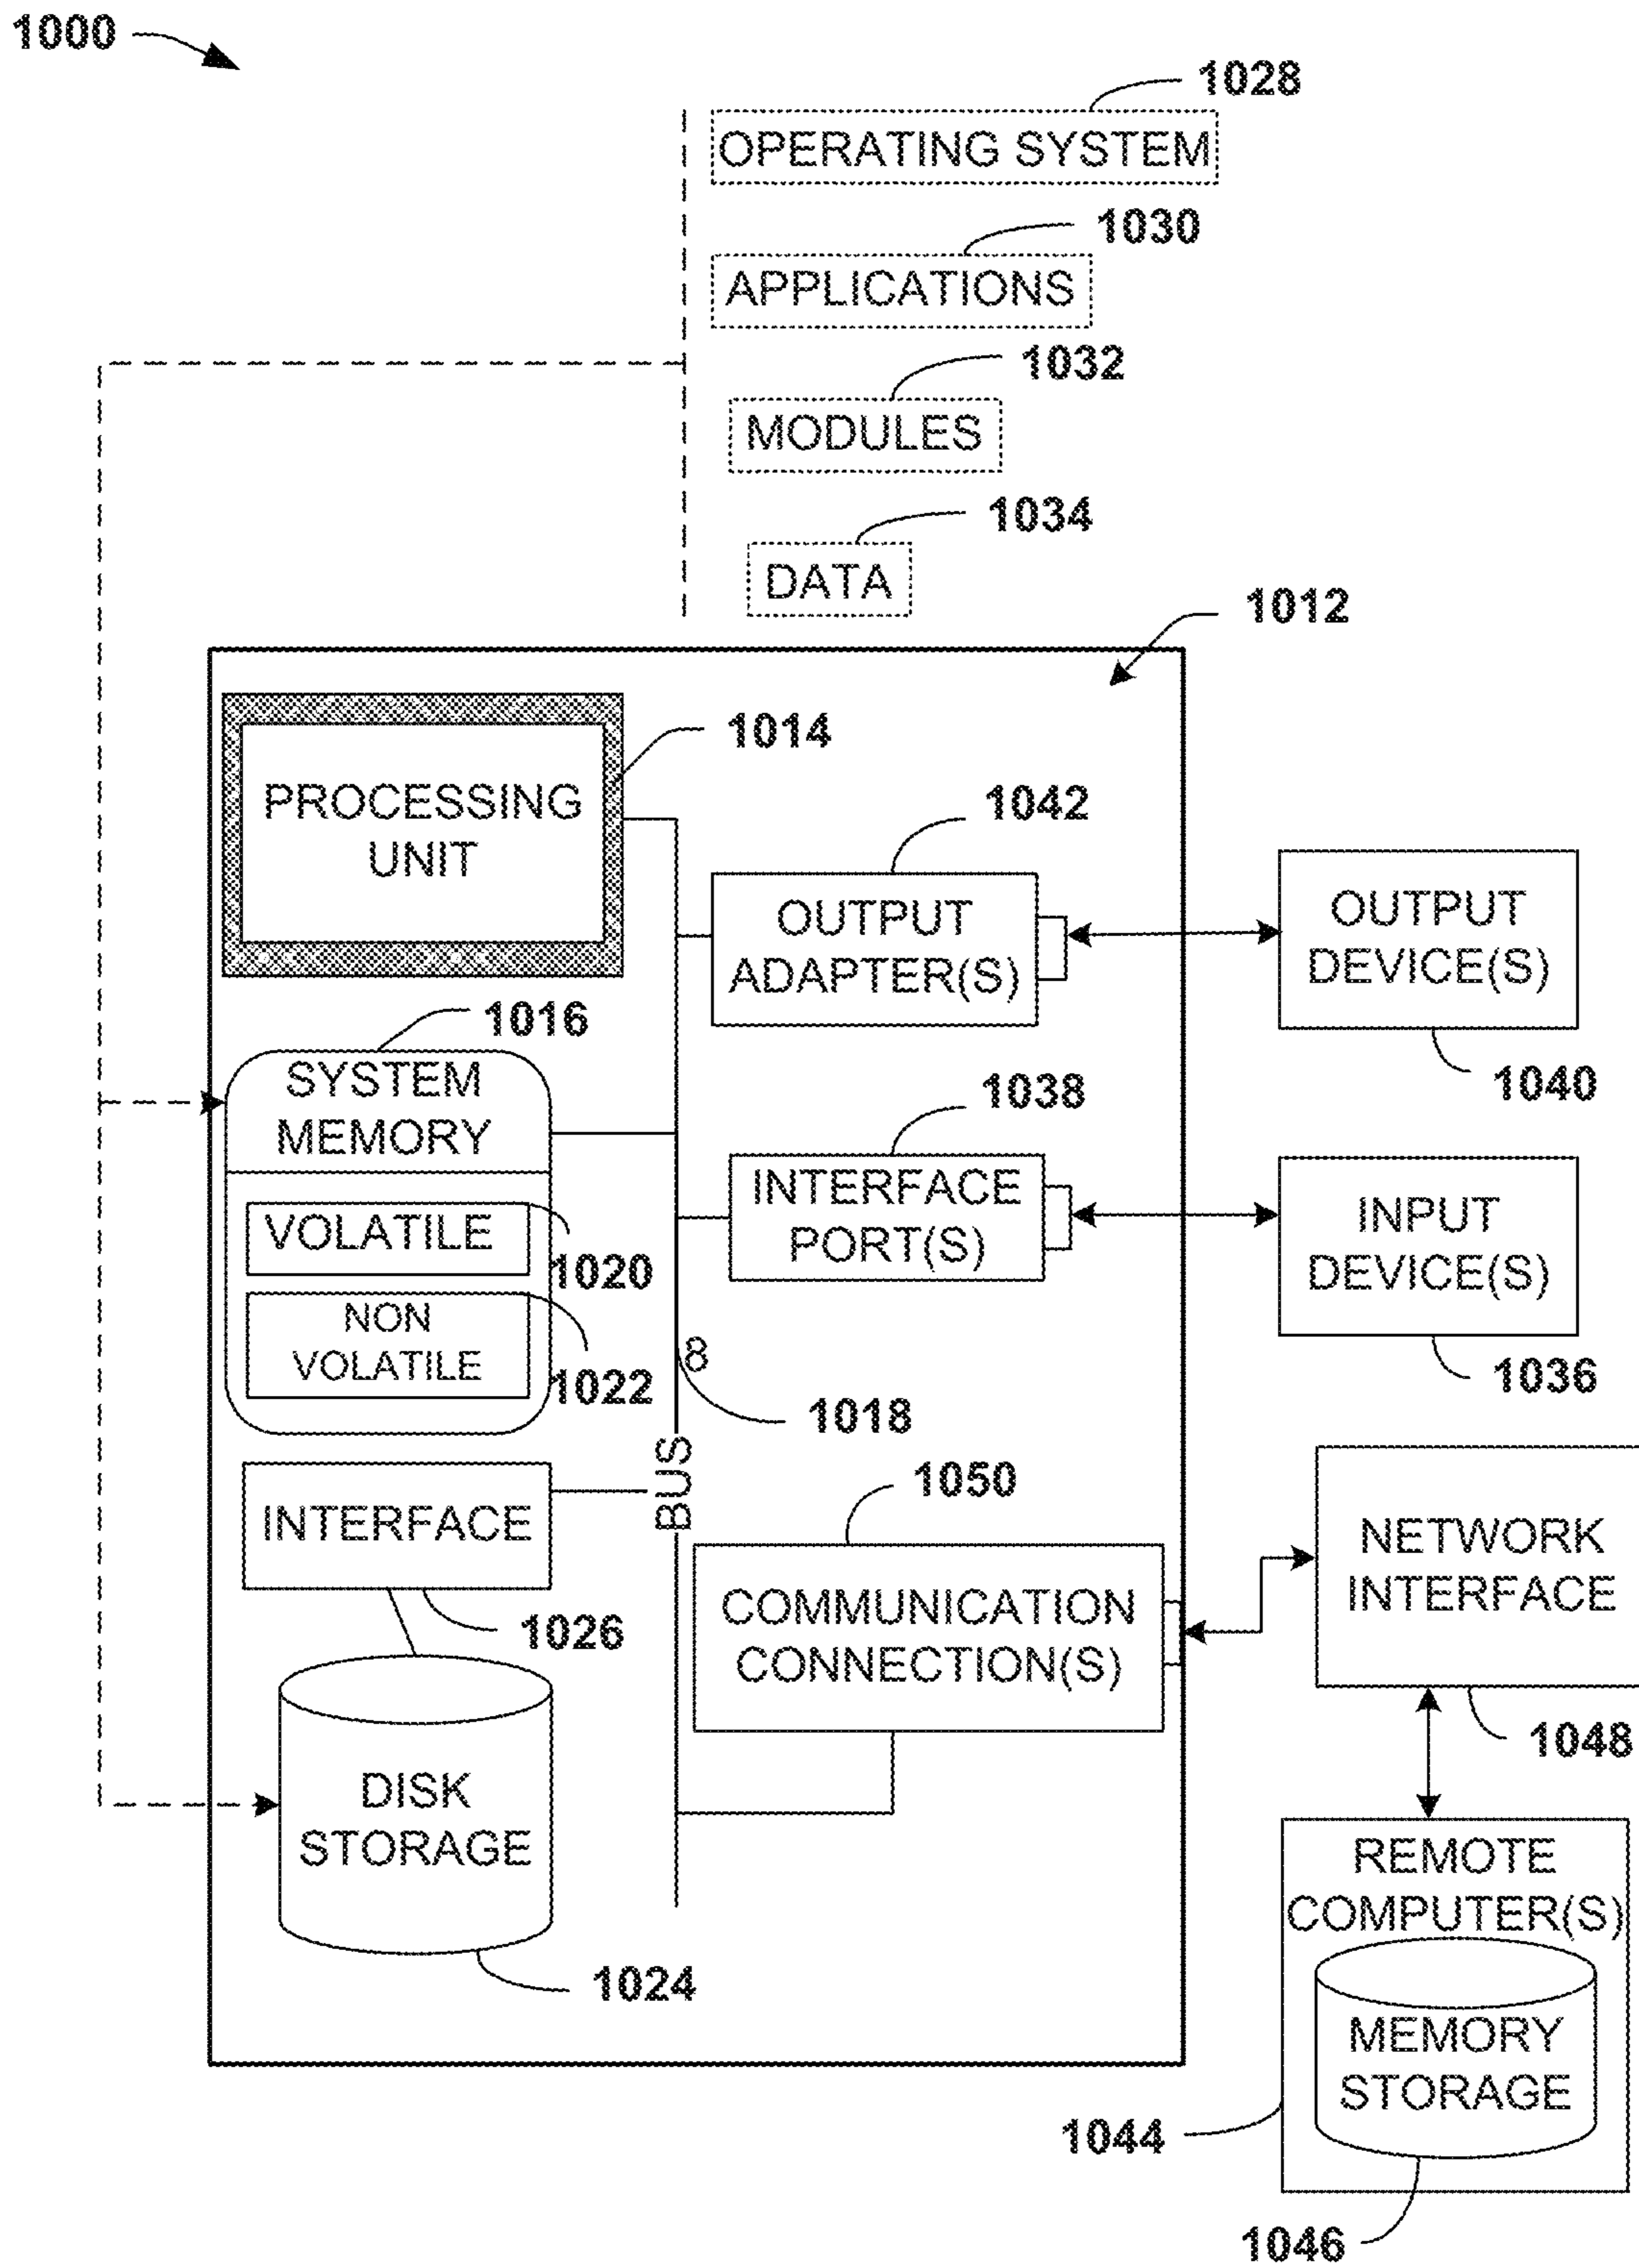 1000
1028
OPERATING SYSTEM
1030
APPLICATIONS
1032
MODULES
1034
DATA
1012
1014
PROCESSING
UNIT
1042
OUTPUT
ADAPTER(S)
OUTPUT
DEVICE(S)
1040
1016
SYSTEM
MEMORY
1038
INTERFACE
PORT(S)
INPUT
DEVICE(S)
1036
VOLATILE
1020
NON
VOLATILE
1022
8
1018
BUS
INTERFACE
1026
1050
COMMUNICATION
CONNECTION(S)
NETWORK
INTERFACE
1048
DISK
STORAGE
1024
REMOTE
COMPUTER(S)
MEMORY
STORAGE
1044
1046